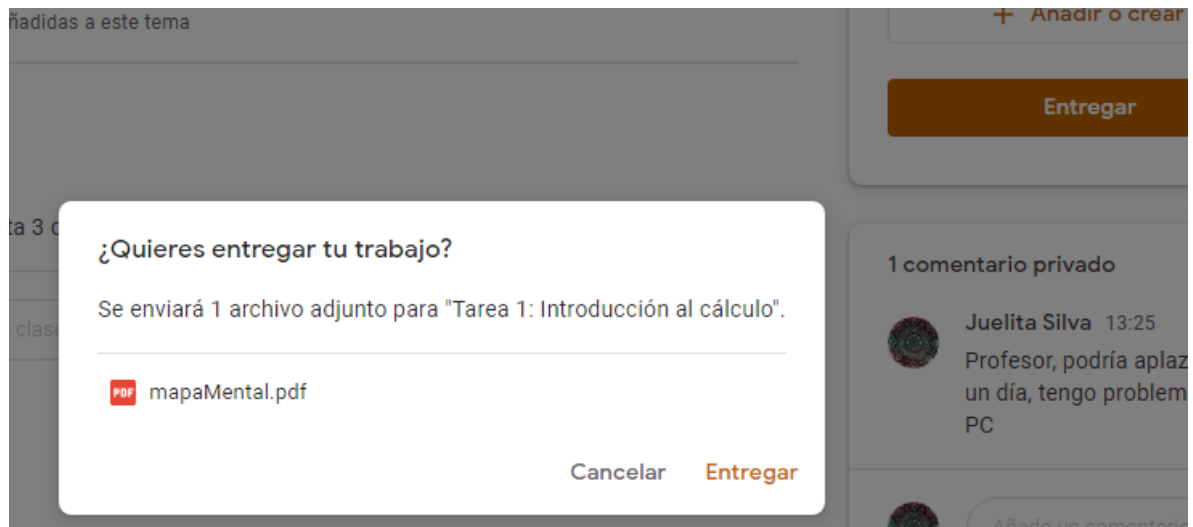 ñadidas a este tema
+ Añadir o crear
Entregar
ta 3 d
¿Quieres entregar tu trabajo?
Se enviará 1 archivo adjunto para "Tarea 1: Introducción al cálculo".
clase
PDF mapaMental.pdf
Cancelar Entregar
1 comentario privado
Juelita Silva 13:25
Profesor, podría aplaz
un día, tengo problem
PC
Añade un comentario